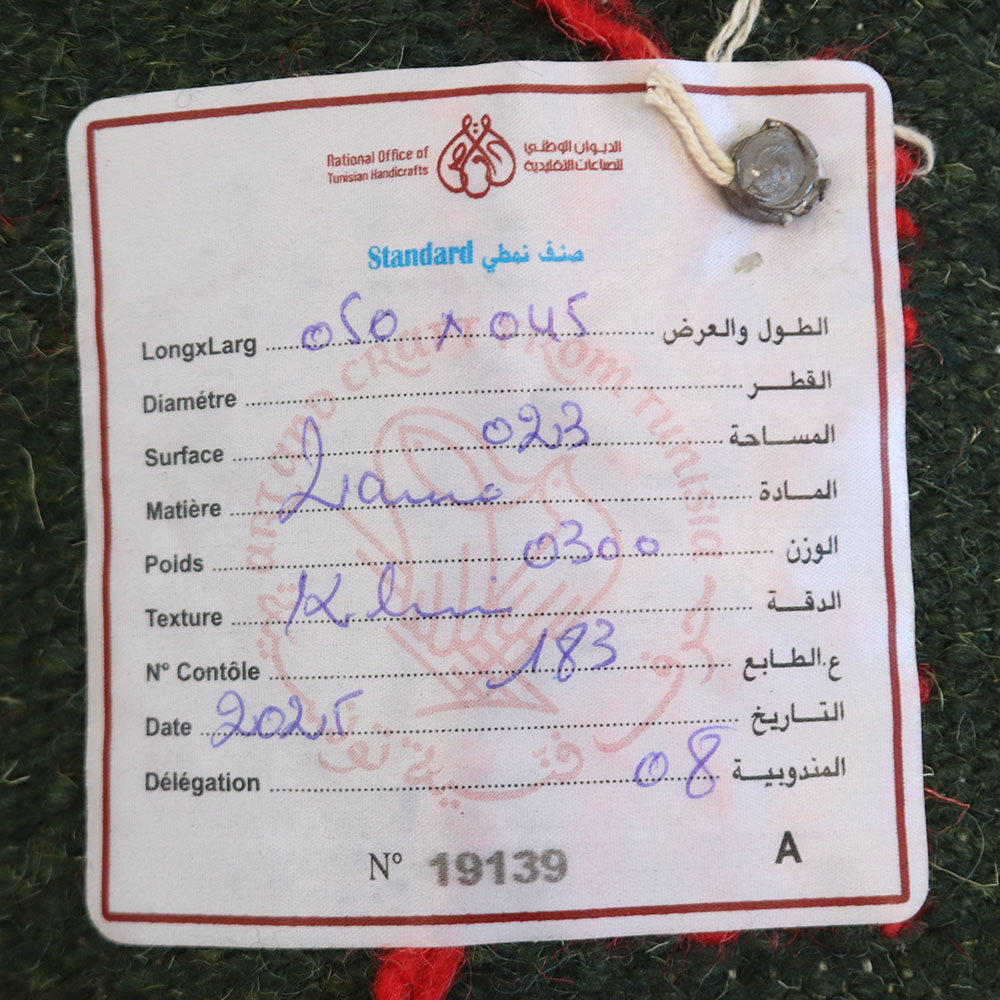 National Office of الديوان الوطني
Tunisian Handicrafts للصناعات التقليدية
Standard صنف نمطي
LongxLarg 050 x 045 الطول والعرض
Diamétre القطر
Surface 023 المساحة
Matière المادة
Poids 0300 الوزن
Texture الدقة
N° Contôle 183 ع.الطابع
Date 2025 التاريخ
Délégation 08 المندوبية
N° 19139 A